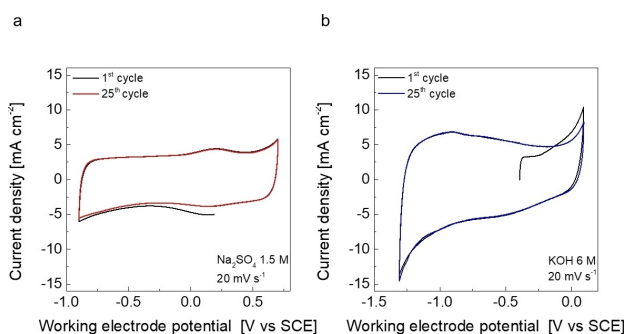 a
b
15
10
5
0
-5
-10
-15
Current density [mA cm⁻²]
1ˢᵗ cycle
25ᵗʰ cycle
Na₂SO₄ 1.5 M
20 mV s⁻¹
-1.0
-0.5
0.0
0.5
Working electrode potential [V vs SCE]
15
10
5
0
-5
-10
-15
Current density [mA cm⁻²]
1ˢᵗ cycle
25ᵗʰ cycle
KOH 6 M
20 mV s⁻¹
-1.5
-1.0
-0.5
0.0
Working electrode potential [V vs SCE]